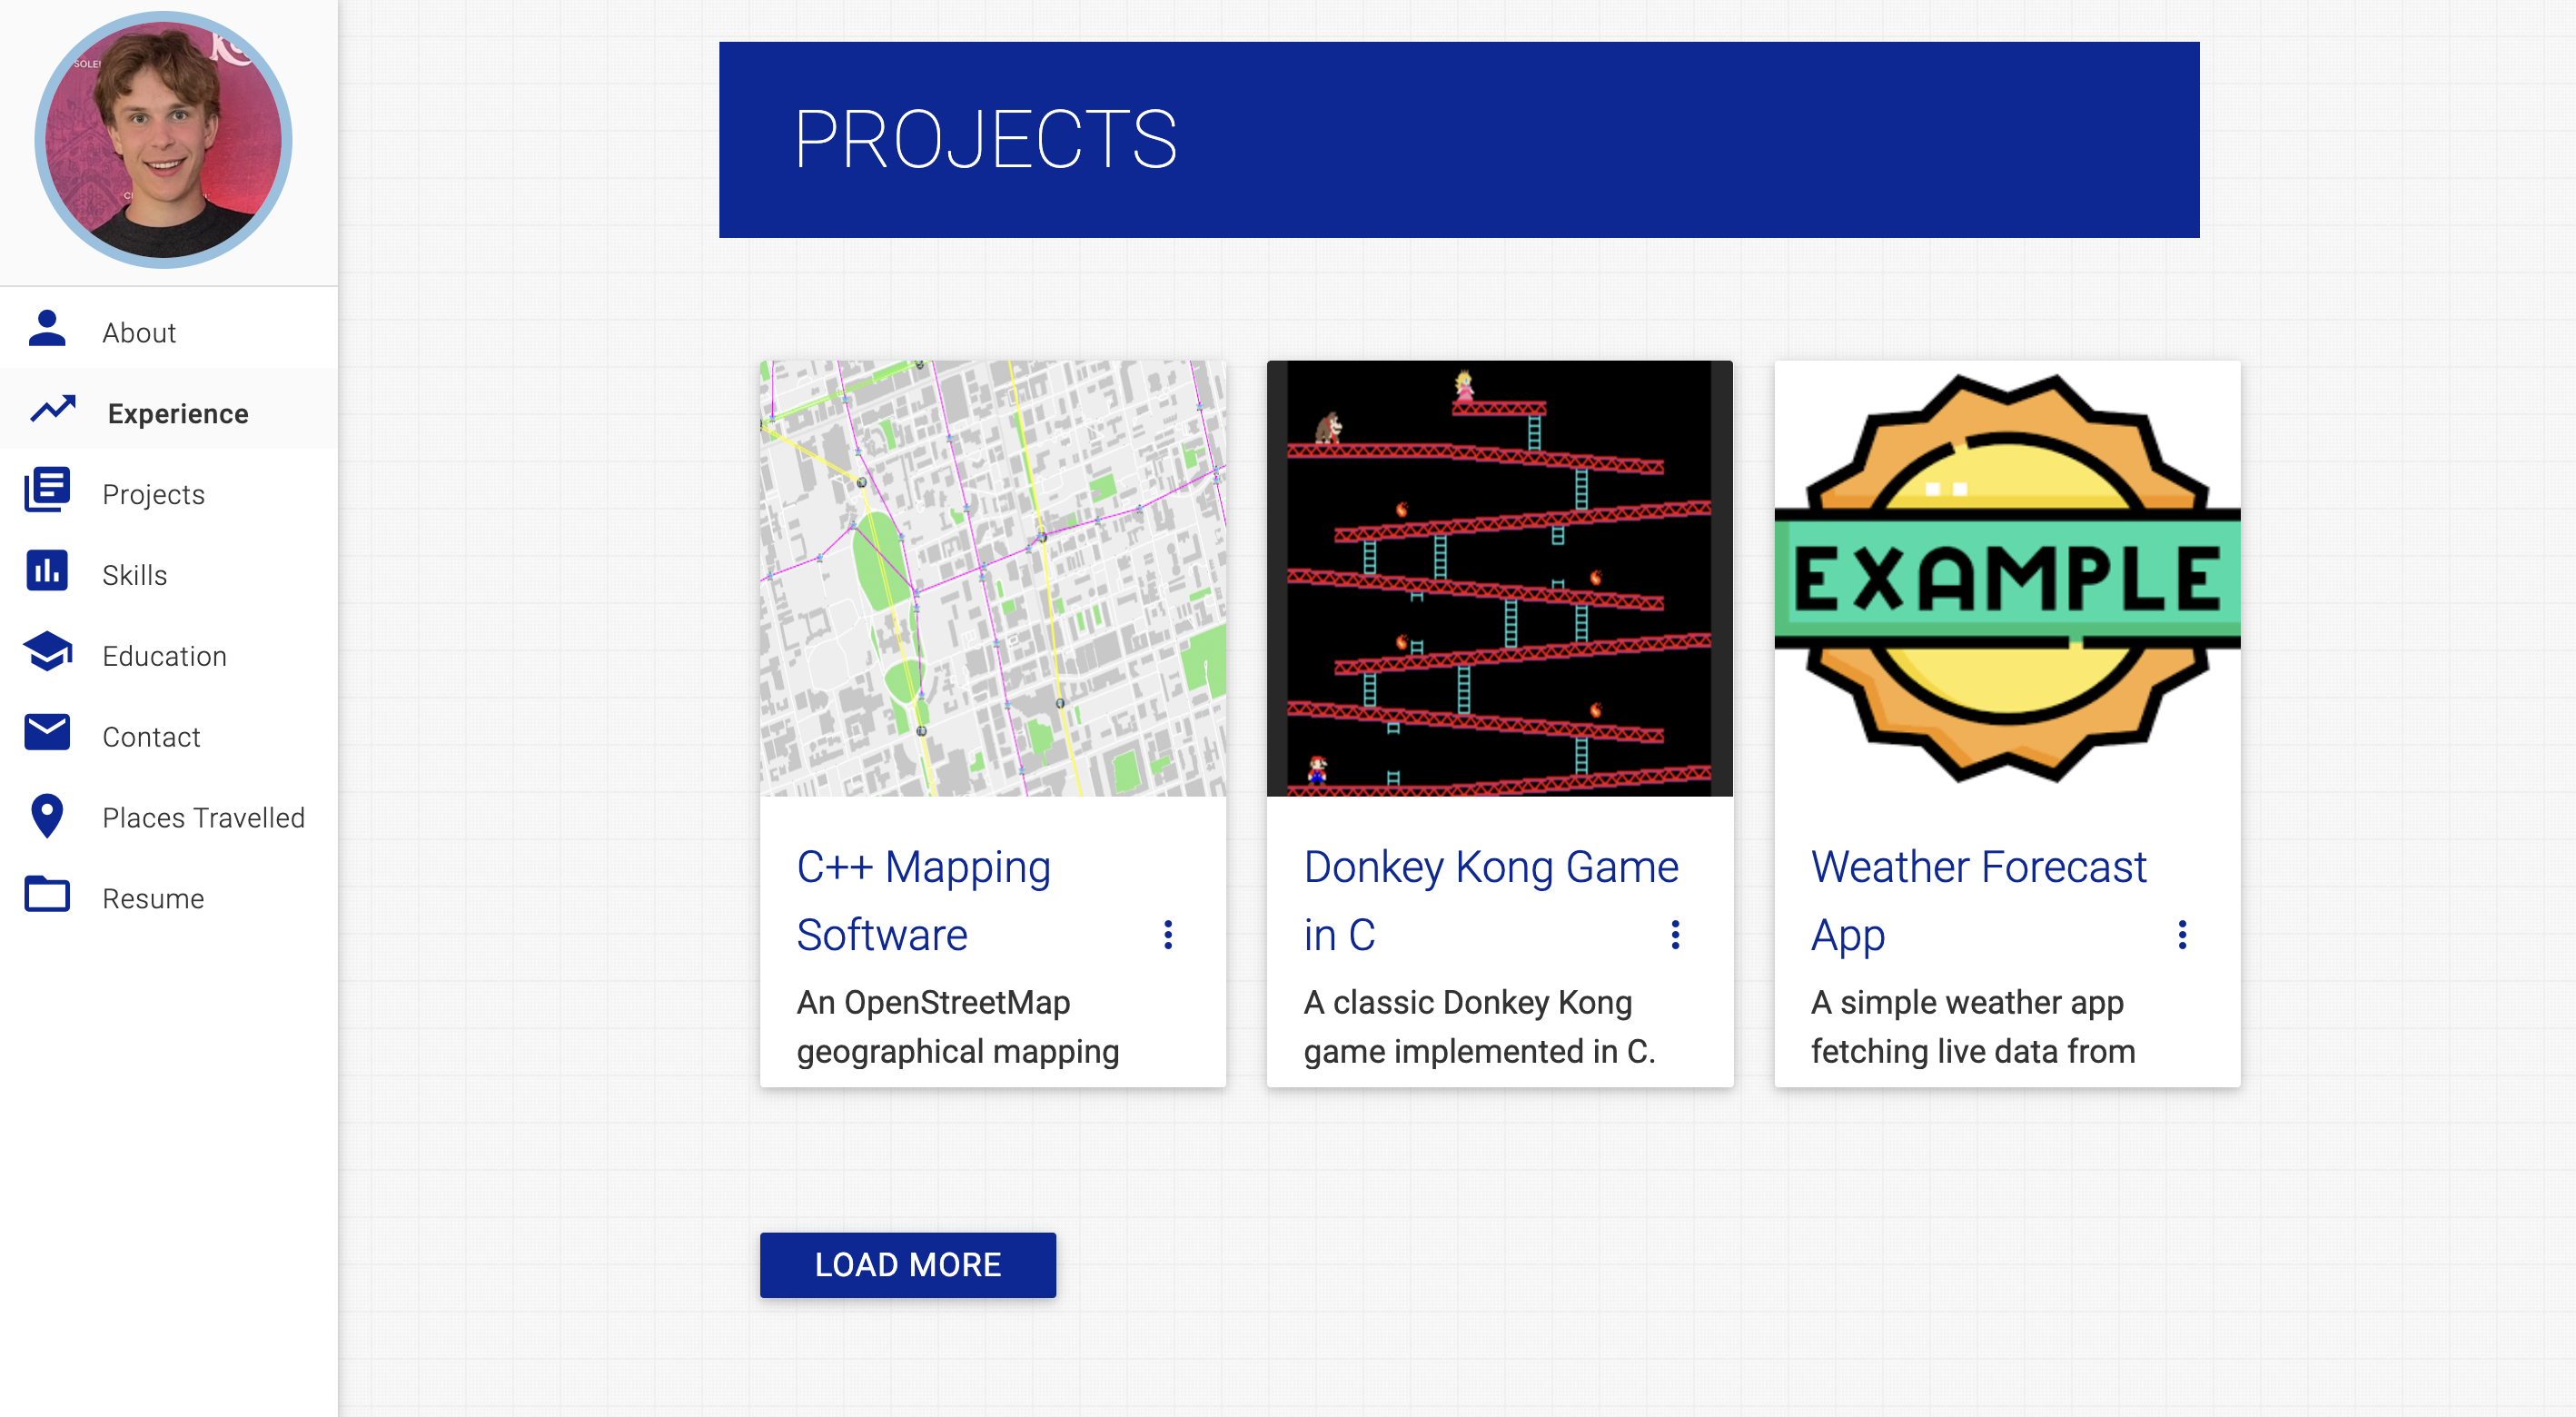 About
Experience
Projects
Skills
Education
Contact
Places Travelled
Resume
PROJECTS
EXAMPLE
C++ Mapping
Software
An OpenStreetMap
geographical mapping
Donkey Kong Game
in C
A classic Donkey Kong
game implemented in C.
Weather Forecast
App
A simple weather app
fetching live data from
LOAD MORE